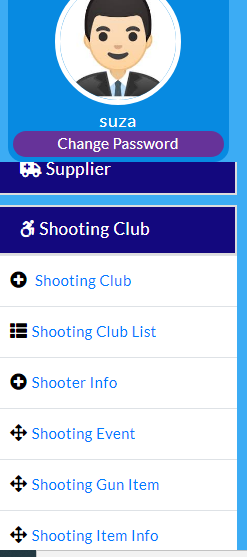 suza
Change Password
Supplier
Shooting Club
Shooting Club
Shooting Club List
Shooter Info
Shooting Event
Shooting Gun Item
Shooting Item Info